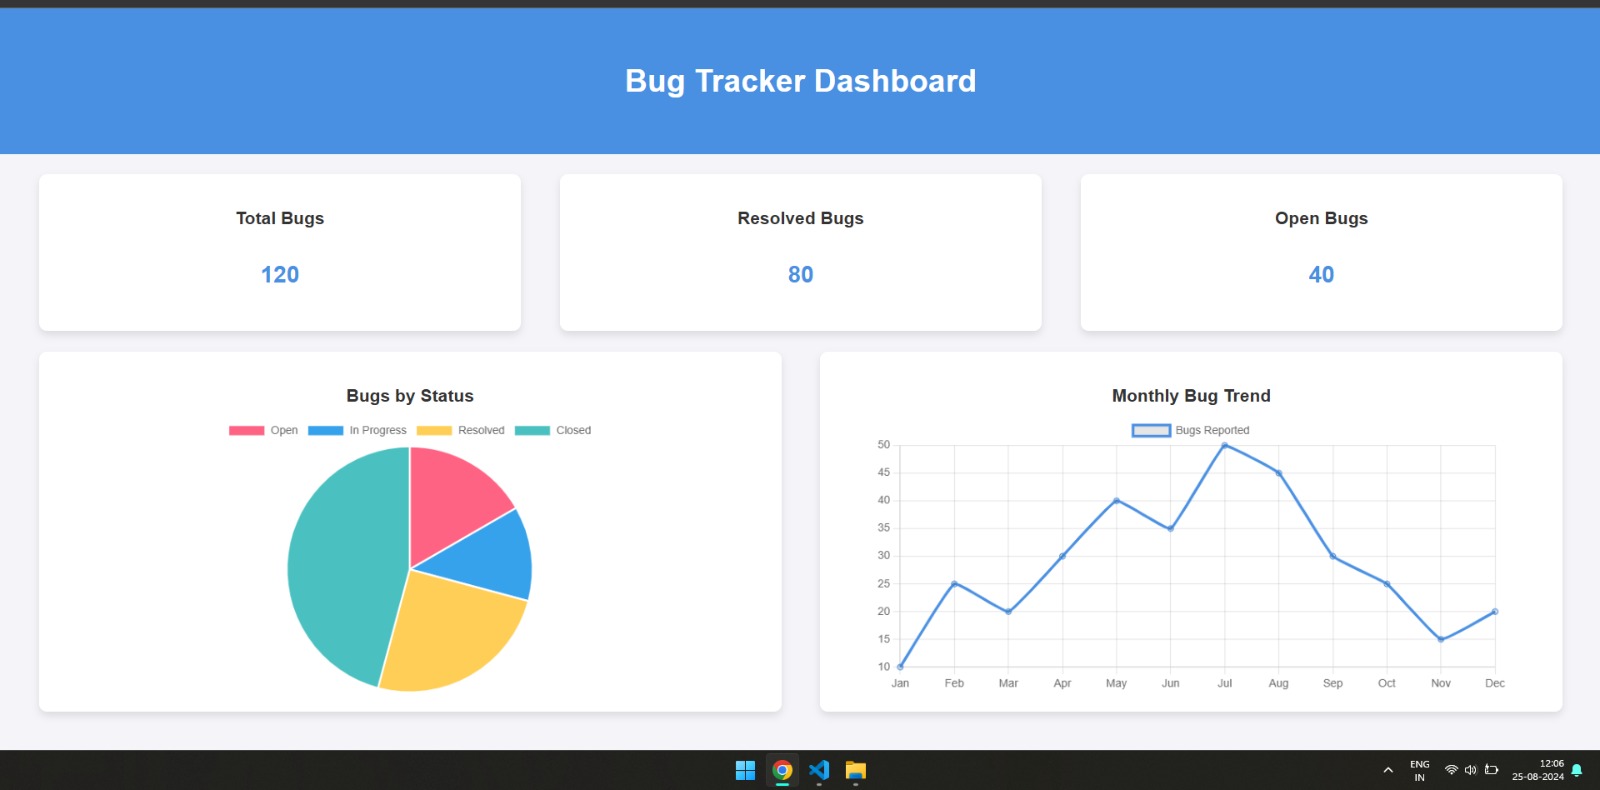 Bug Tracker Dashboard
Total Bugs
120
Resolved Bugs
80
Open Bugs
40
Bugs by Status
Open In Progress Resolved Closed
Monthly Bug Trend
Bugs Reported
50
45
40
35
30
25
20
15
10
Jan Feb Mar Apr May Jun Jul Aug Sep Oct Nov Dec
ENG
IN
12:06
25-08-2024